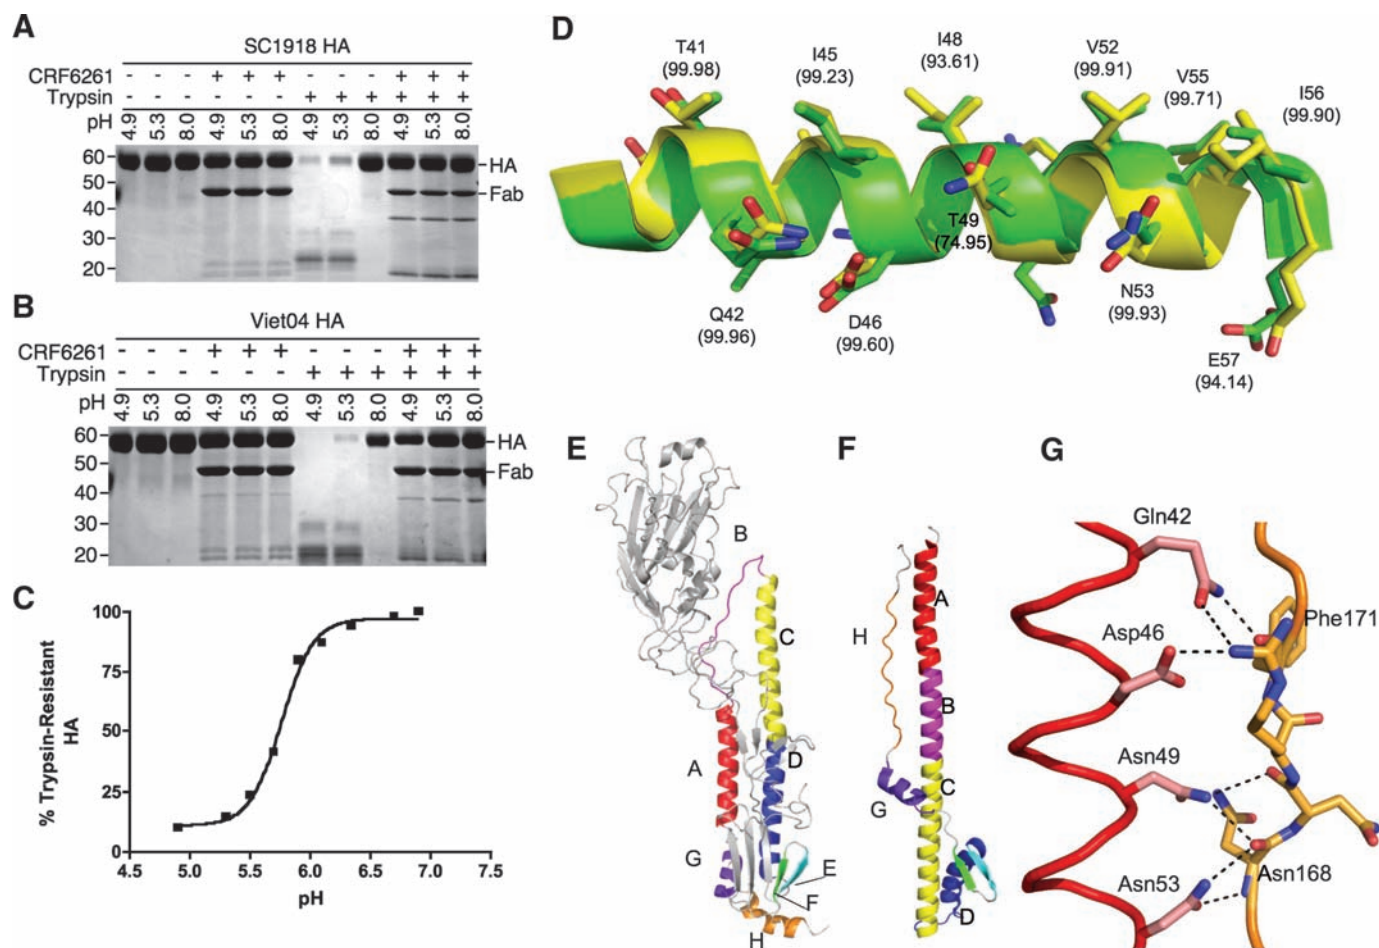 A
SC1918 HA
CRF6261 - - - + + + - - - + + +
Trypsin - - - - - - + + + + + +
pH 4.9 5.3 8.0 4.9 5.3 8.0 4.9 5.3 8.0 4.9 5.3 8.0
60
50
40
30
20
HA
Fab
B
Viet04 HA
CRF6261 - - - + + + - - - + + +
Trypsin - - - - - - + + + + + +
pH 4.9 5.3 8.0 4.9 5.3 8.0 4.9 5.3 8.0 4.9 5.3 8.0
60
50
40
30
20
HA
Fab
C
% Trypsin-Resistant
HA
100
75
50
25
0
4.5 5.0 5.5 6.0 6.5 7.0 7.5
pH
D
T41
(99.98)
I45
(99.23)
I48
(93.61)
V52
(99.91)
V55
(99.71)
I56
(99.90)
T49
(74.95)
Q42
(99.96)
D46
(99.60)
N53
(99.93)
E57
(94.14)
E
B
C
A
D
G
E
F
H
F
A
H
B
C
G
D
G
Gln42
Phe171
Asp46
Asn49
Asn168
Asn53